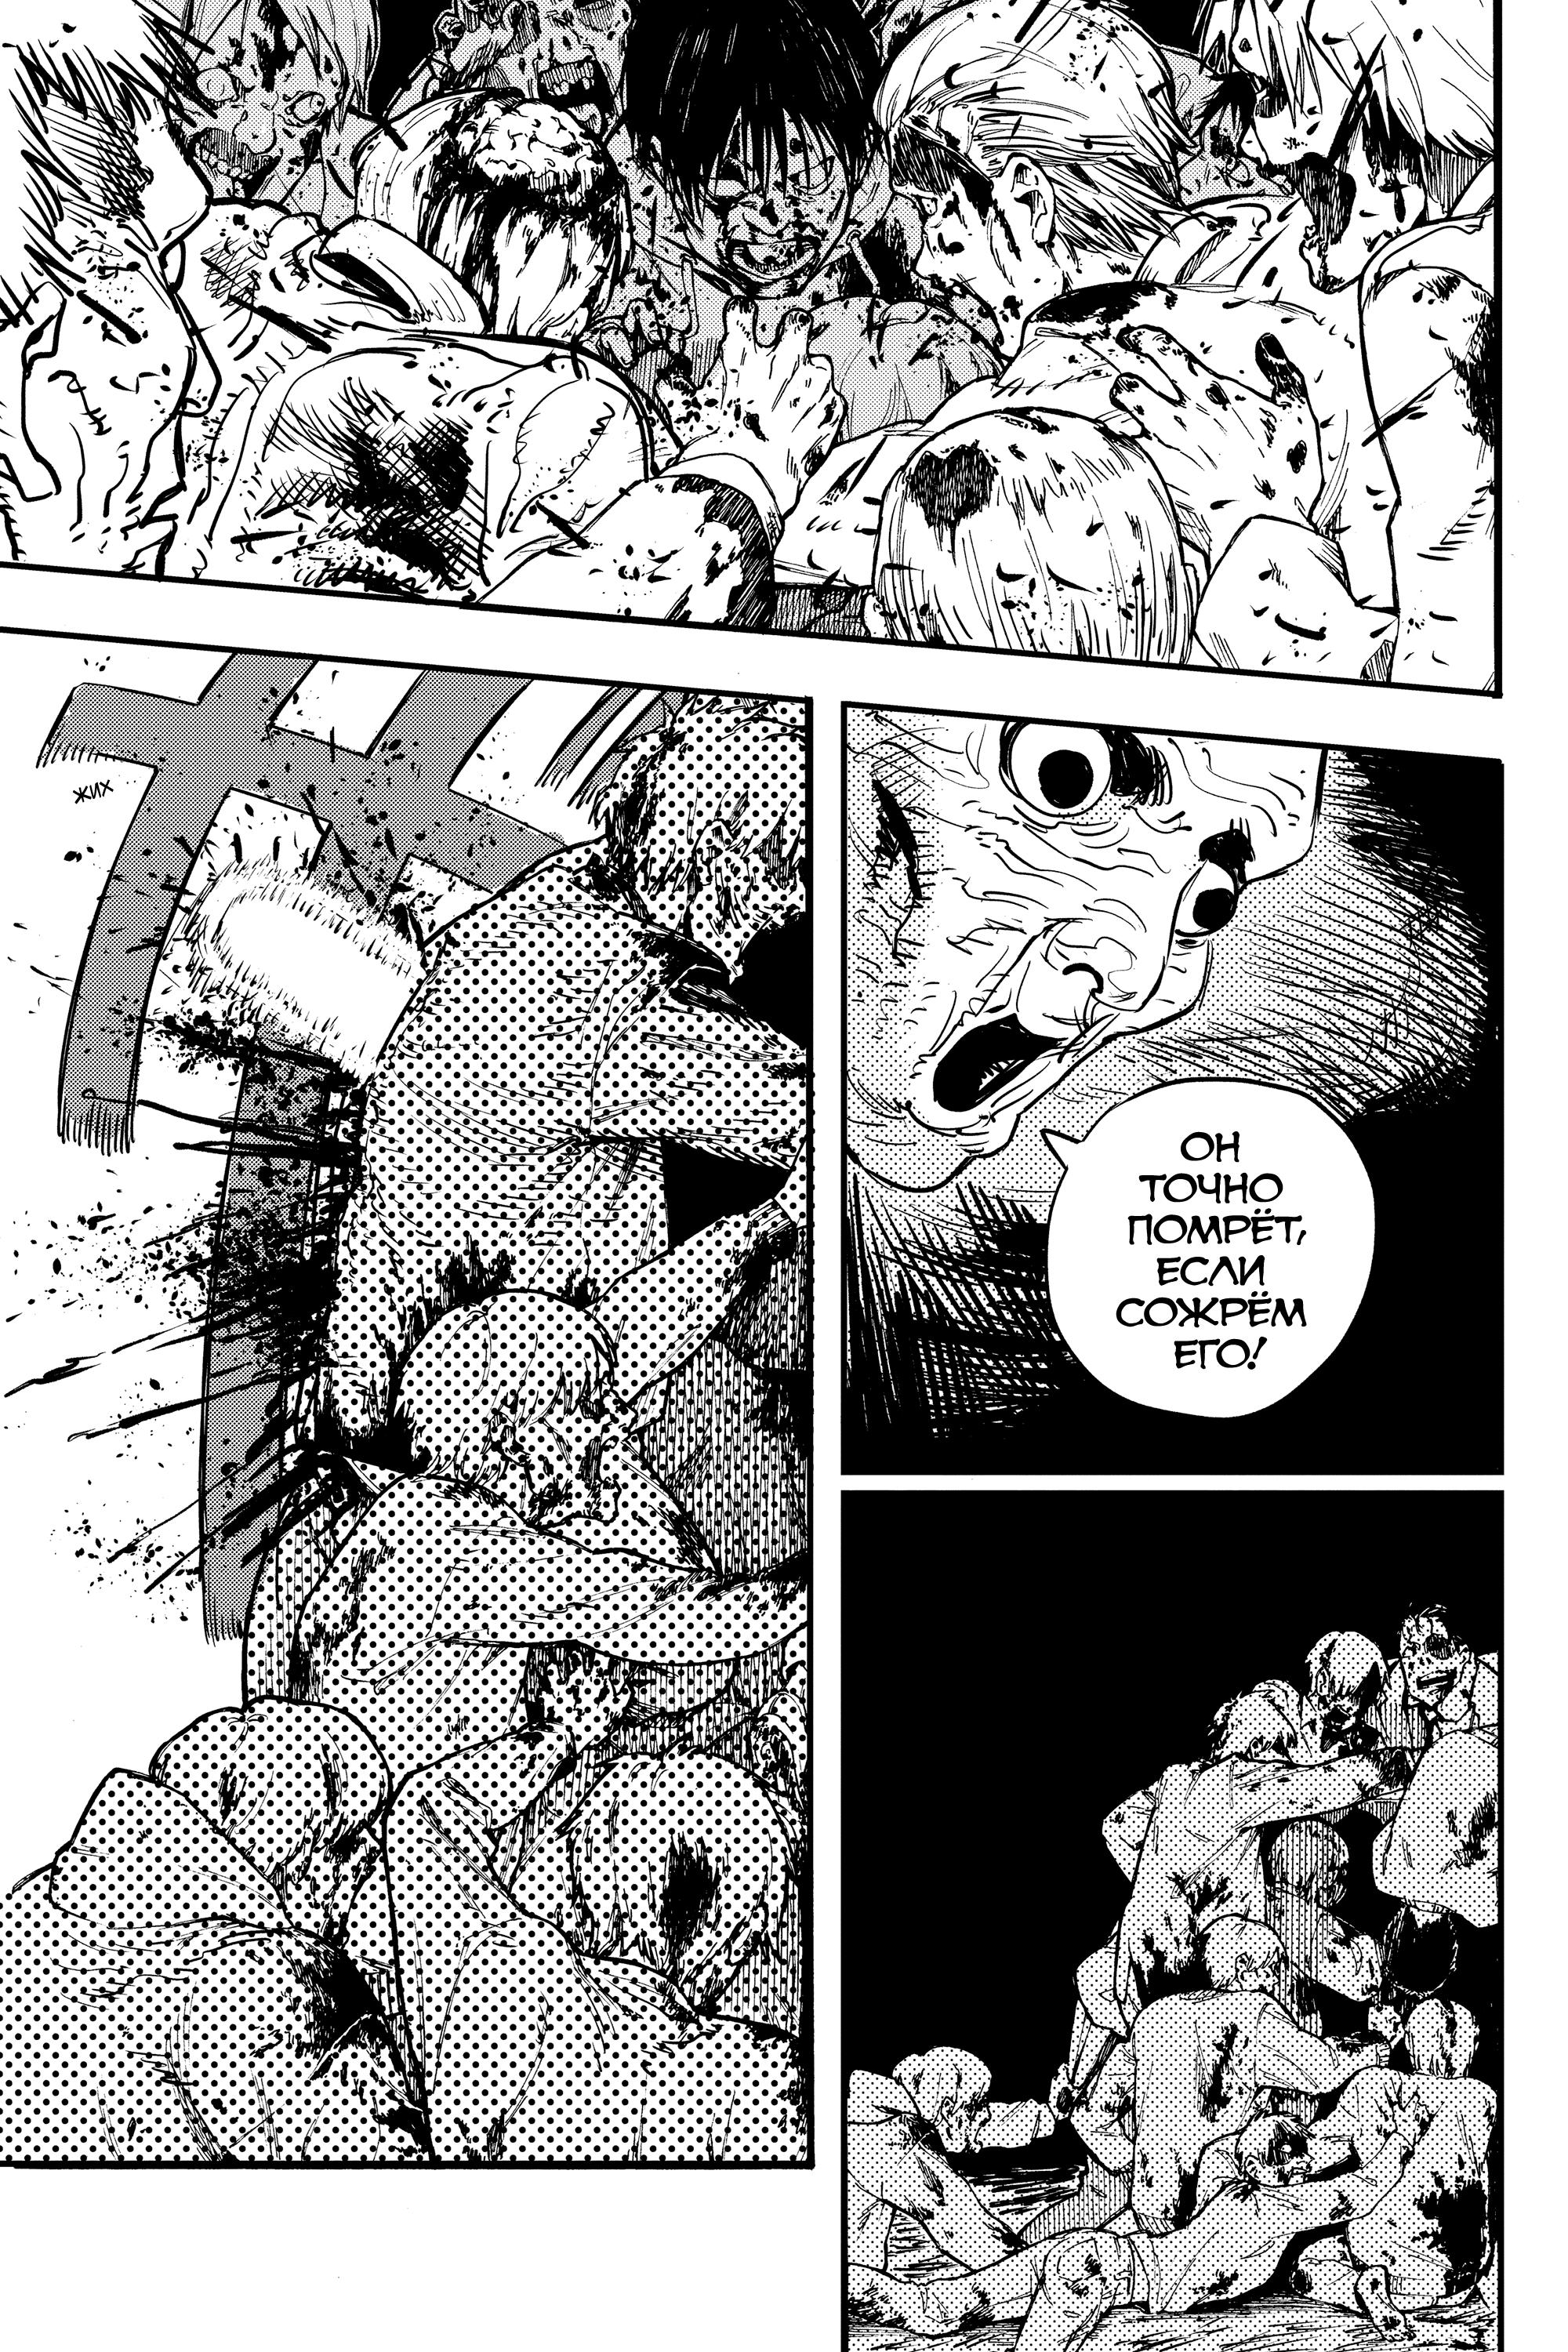 ОН
ТОЧНО
ПОМРЁТ,
ЕСЛИ
СОЖРЁМ
ЕГО!
ЖИХ